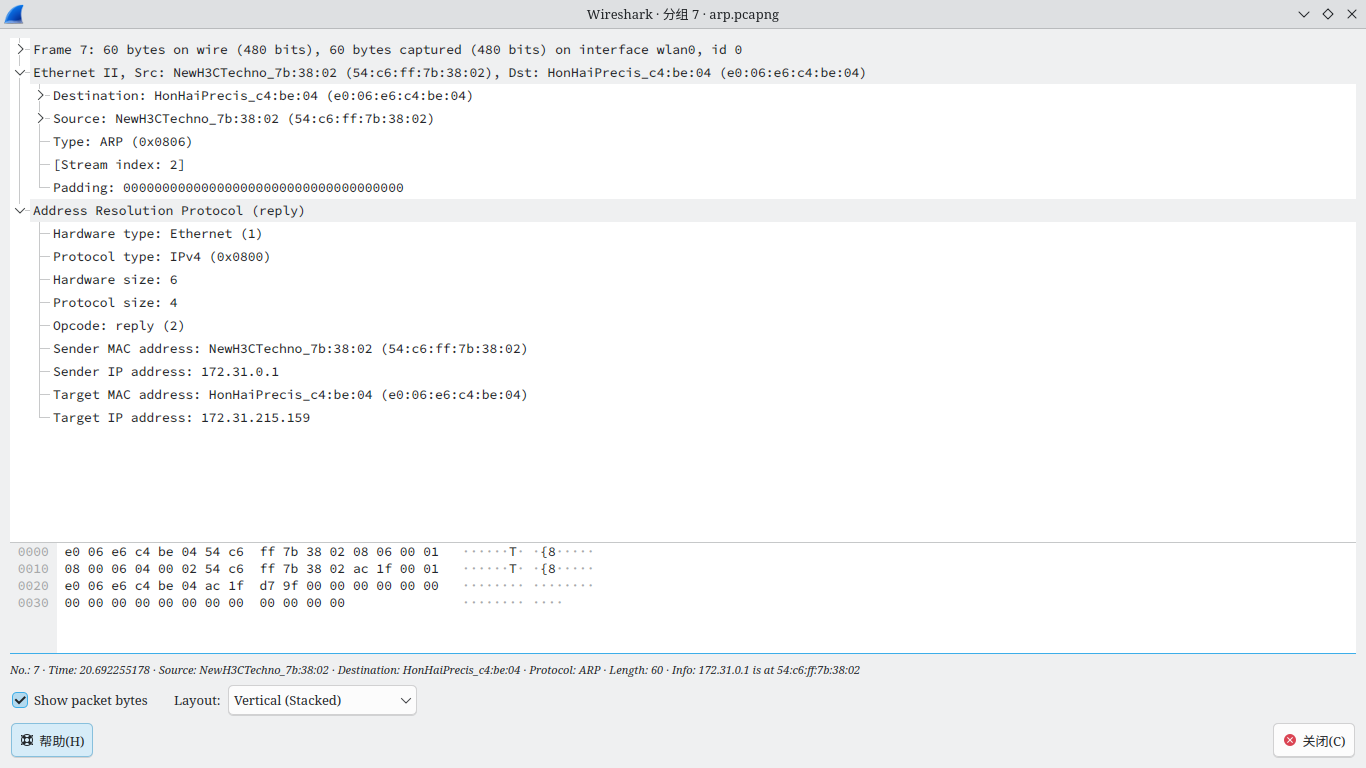 Wireshark · 分组 7 · arp.pcapng
Frame 7: 60 bytes on wire (480 bits), 60 bytes captured (480 bits) on interface wlan0, id 0
Ethernet II, Src: NewH3CTechno_7b:38:02 (54:c6:ff:7b:38:02), Dst: HonHaiPrecis_c4:be:04 (e0:06:e6:c4:be:04)
Destination: HonHaiPrecis_c4:be:04 (e0:06:e6:c4:be:04)
Source: NewH3CTechno_7b:38:02 (54:c6:ff:7b:38:02)
Type: ARP (0x0806)
[Stream index: 2]
Padding: 000000000000000000000000000000000000
Address Resolution Protocol (reply)
Hardware type: Ethernet (1)
Protocol type: IPv4 (0x0800)
Hardware size: 6
Protocol size: 4
Opcode: reply (2)
Sender MAC address: NewH3CTechno_7b:38:02 (54:c6:ff:7b:38:02)
Sender IP address: 172.31.0.1
Target MAC address: HonHaiPrecis_c4:be:04 (e0:06:e6:c4:be:04)
Target IP address: 172.31.215.159
0000 e0 06 e6 c4 be 04 54 c6 ff 7b 38 02 08 06 00 01 ······T· ·{8·····
0010 08 00 06 04 00 02 54 c6 ff 7b 38 02 ac 1f 00 01 ······T· ·{8·····
0020 e0 06 e6 c4 be 04 ac 1f d7 9f 00 00 00 00 00 00 ········ ········
0030 00 00 00 00 00 00 00 00 00 00 00 00 ········ ····
No.: 7 · Time: 20.692255178 · Source: NewH3CTechno_7b:38:02 · Destination: HonHaiPrecis_c4:be:04 · Protocol: ARP · Length: 60 · Info: 172.31.0.1 is at 54:c6:ff:7b:38:02
Show packet bytes Layout: Vertical (Stacked)
帮助(H) 关闭(C)